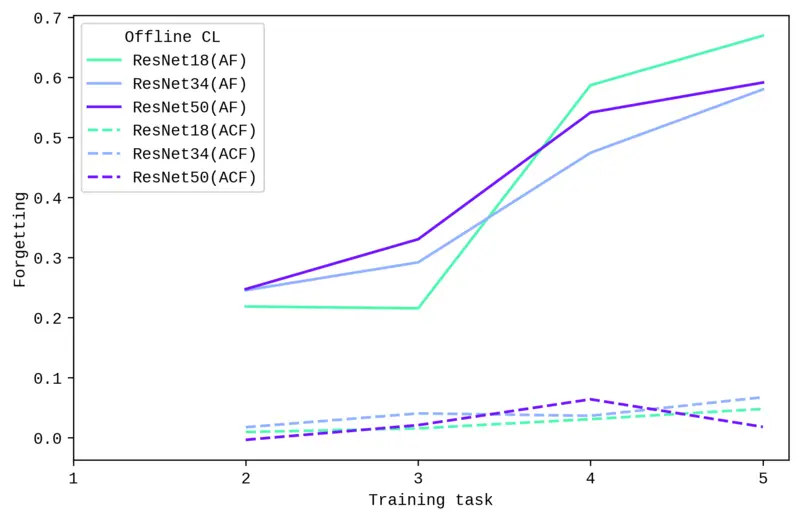 Offline CL
ResNet18(AF)
ResNet34(AF)
ResNet50(AF)
ResNet18(ACF)
ResNet34(ACF)
ResNet50(ACF)
Forgetting
0.7
0.6
0.5
0.4
0.3
0.2
0.1
0.0
1 2 3 4 5
Training task